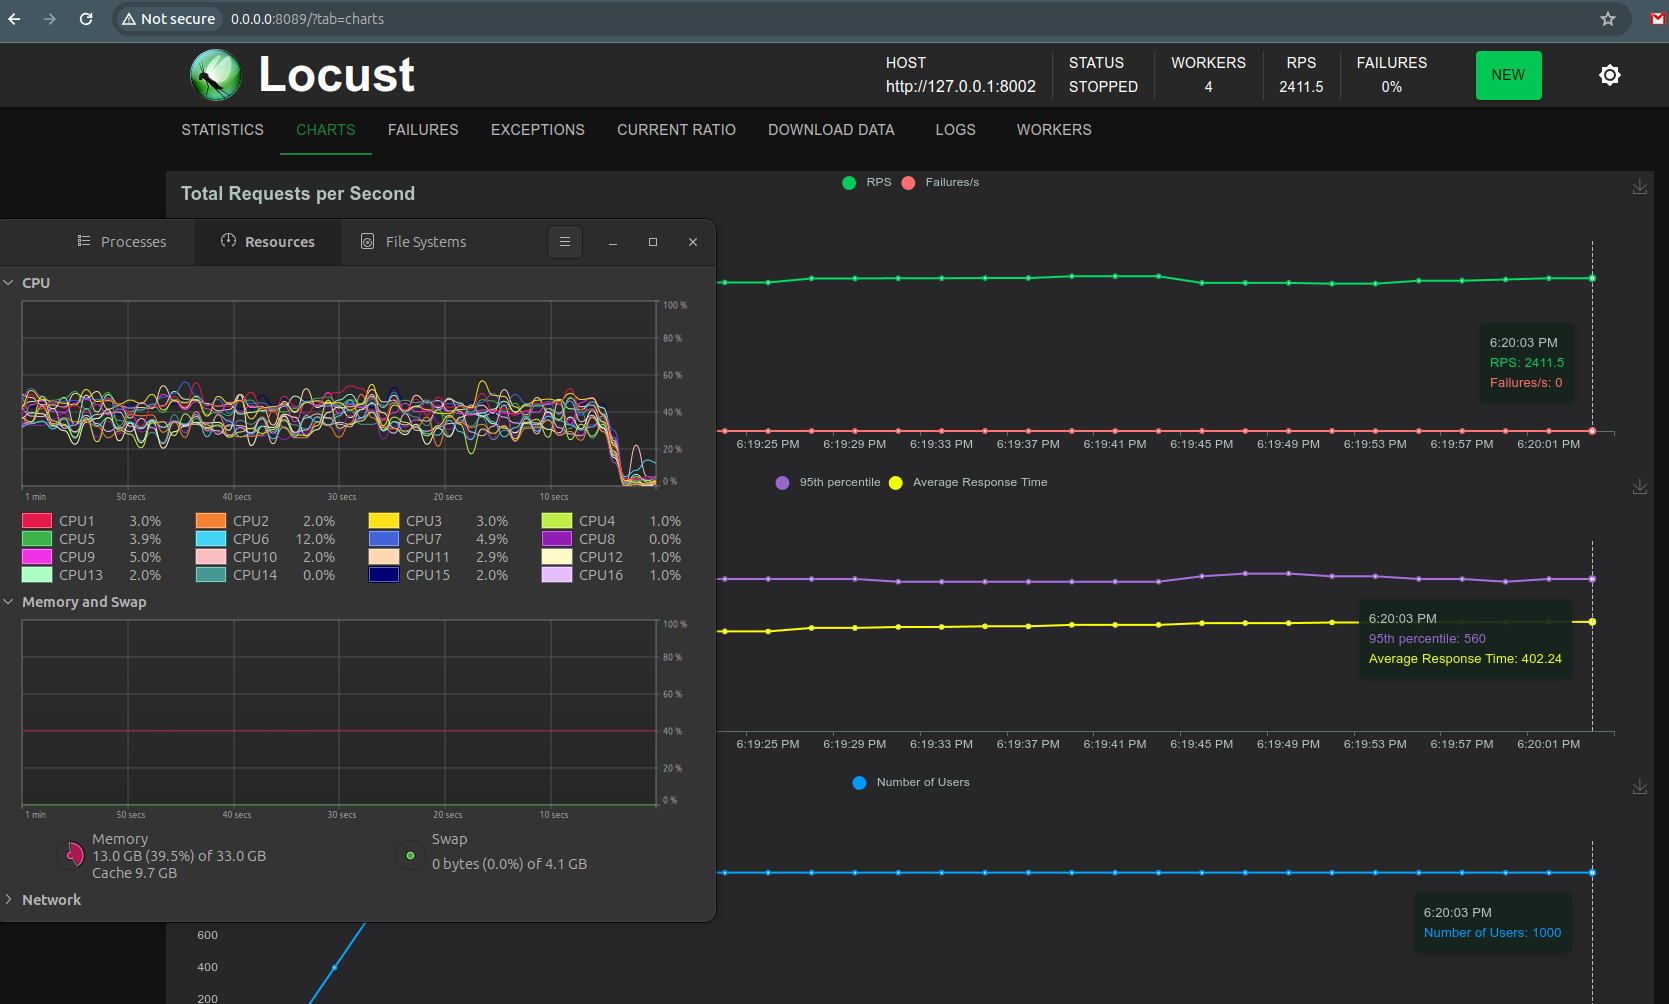 Not secure 0.0.0.0:8089/?tab=charts
Locust
HOST
http://127.0.0.1:8002
STATUS
STOPPED
WORKERS
4
RPS
2411.5
FAILURES
0%
NEW
STATISTICS CHARTS FAILURES EXCEPTIONS CURRENT RATIO DOWNLOAD DATA LOGS WORKERS
Total Requests per Second
RPS Failures/s
6:20:03 PM
RPS: 2411.5
Failures/s: 0
6:19:25 PM 6:19:29 PM 6:19:33 PM 6:19:37 PM 6:19:41 PM 6:19:45 PM 6:19:49 PM 6:19:53 PM 6:19:57 PM 6:20:01 PM
95th percentile Average Response Time
6:20:03 PM
95th percentile: 560
Average Response Time: 402.24
6:19:25 PM 6:19:29 PM 6:19:33 PM 6:19:37 PM 6:19:41 PM 6:19:45 PM 6:19:49 PM 6:19:53 PM 6:19:57 PM 6:20:01 PM
Number of Users
6:20:03 PM
Number of Users: 1000
600
400
200
Processes Resources File Systems
CPU
100 %
80 %
60 %
40 %
20 %
0 %
1 min 50 secs 40 secs 30 secs 20 secs 10 secs
CPU1 3.0% CPU2 2.0% CPU3 3.0% CPU4 1.0%
CPU5 3.9% CPU6 12.0% CPU7 4.9% CPU8 0.0%
CPU9 5.0% CPU10 2.0% CPU11 2.9% CPU12 1.0%
CPU13 2.0% CPU14 0.0% CPU15 2.0% CPU16 1.0%
Memory and Swap
100 %
80 %
60 %
40 %
20 %
0 %
1 min 50 secs 40 secs 30 secs 20 secs 10 secs
Memory
13.0 GB (39.5%) of 33.0 GB
Cache 9.7 GB
Swap
0 bytes (0.0%) of 4.1 GB
Network